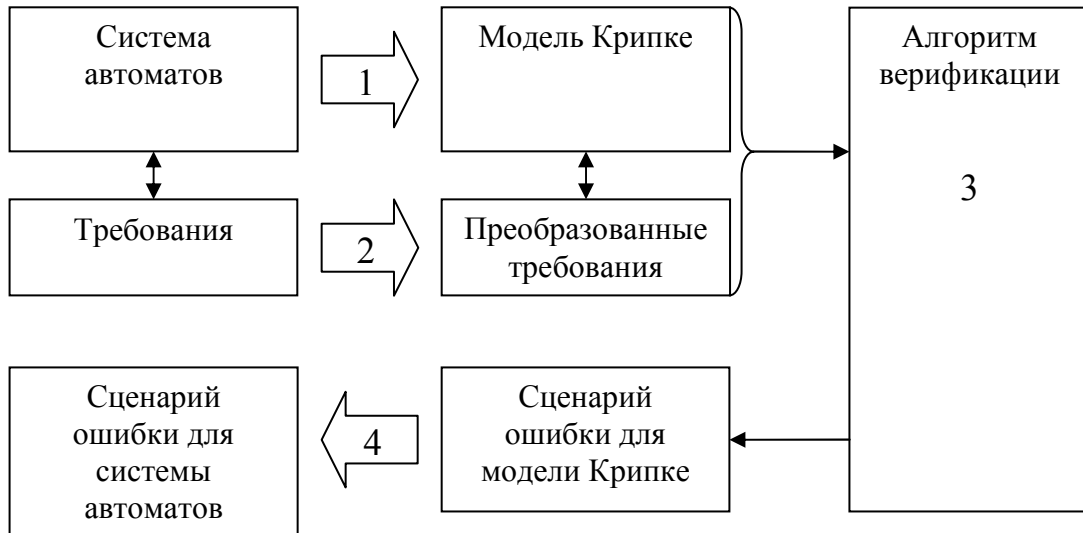 Система
автоматов
1
Модель Крипке
Алгоритм
верификации
3
Требования
2
Преобразованные
требования
Сценарий
ошибки для
системы
автоматов
4
Сценарий
ошибки для
модели Крипке